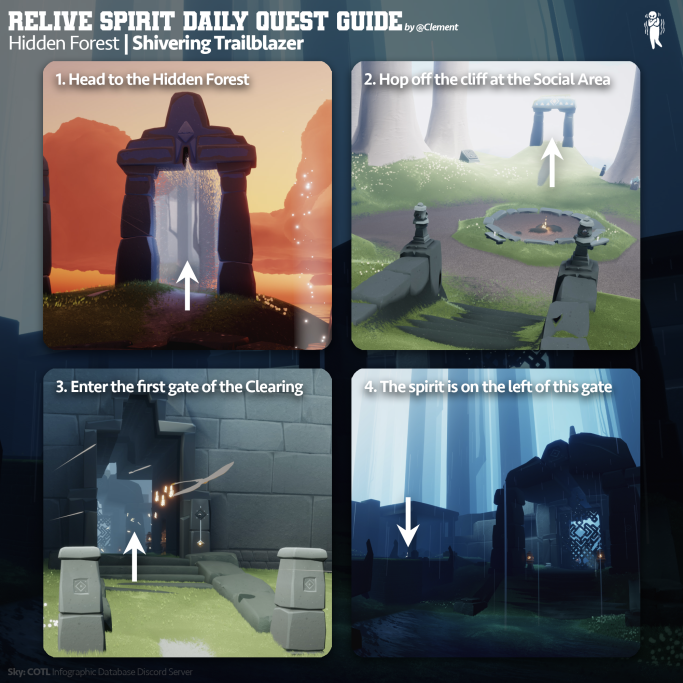 RELIVE SPIRIT DAILY QUEST GUIDE by @Clement
Hidden Forest | Shivering Trailblazer
1. Head to the Hidden Forest
2. Hop off the cliff at the Social Area
3. Enter the first gate of the Clearing
4. The spirit is on the left of this gate
Sky: COTL Infographic Database Discord Server